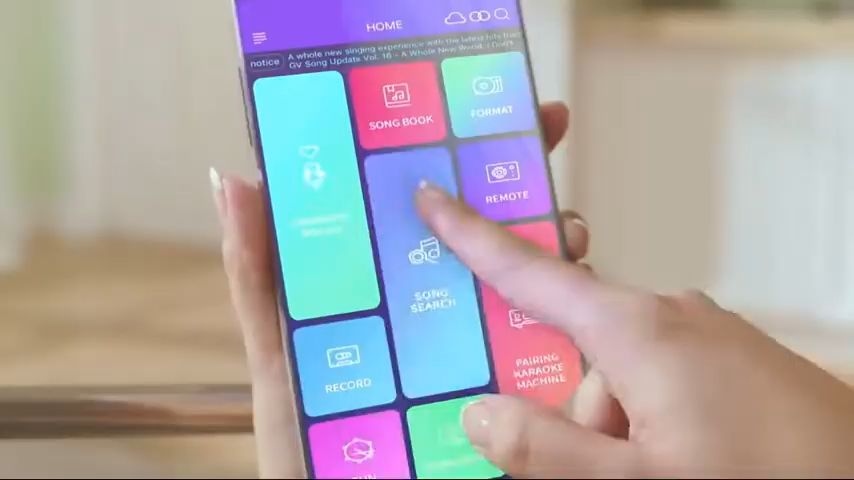 HOME
notice
A whole new singing experience with the latest hits from
GV Song Update Vol. 16 - A Whole New World, I Don't
SONG BOOK
FORMAT
REMOTE
SONG
SEARCH
RECORD
PAIRING
KARAOKE
MACHINE